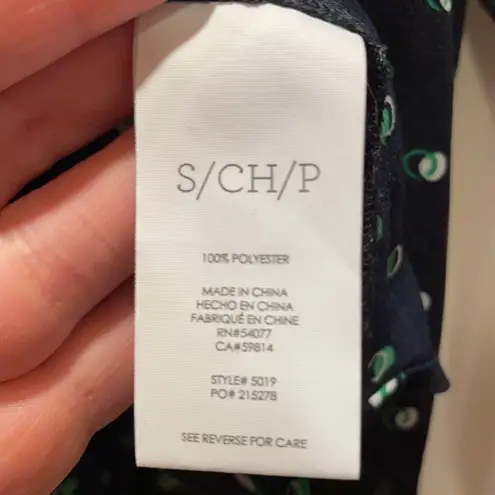 S/CH/P
100% POLYESTER
MADE IN CHINA
HECHO EN CHINA
FABRIQUÉ EN CHINE
RN#54077
CA#59814
STYLE# 5019
PO# 215278
SEE REVERSE FOR CARE